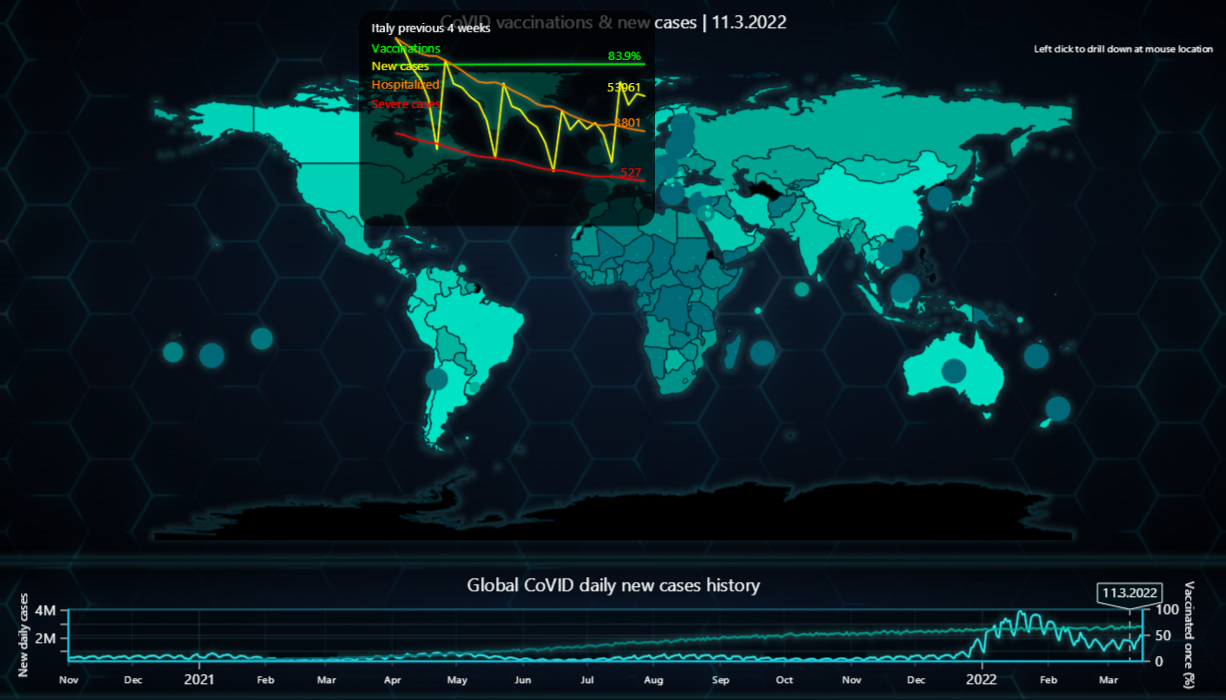 CoVID vaccinations & new cases | 11.3.2022
Italy previous 4 weeks
Left click to drill down at mouse location
Vaccinations
83.9%
New cases
53961
Hospitalized
8801
Severe cases
527
Global CoVID daily new cases history
11.3.2022
New daily cases
4M
2M
100
50
0
Vaccinated once (%)
Nov Dec 2021 Feb Mar Apr May Jun Jul Aug Sep Oct Nov Dec 2022 Feb Mar